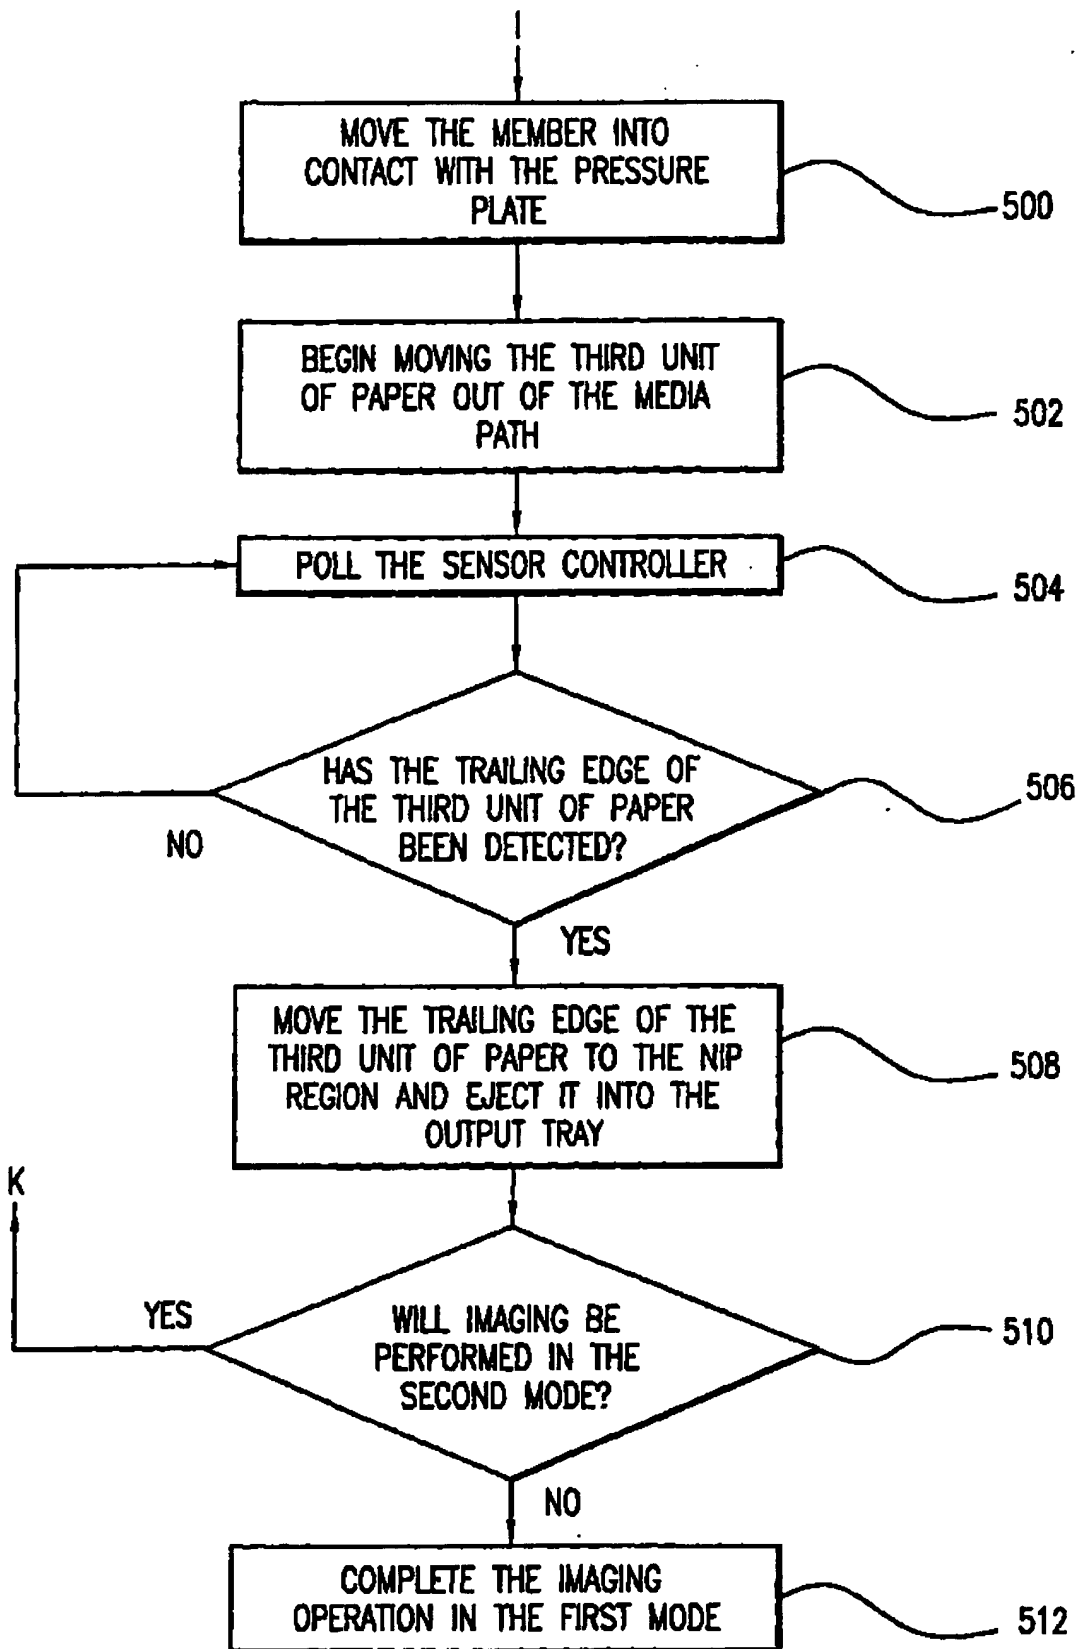 MOVE THE MEMBER INTO
CONTACT WITH THE PRESSURE
PLATE
500
BEGIN MOVING THE THIRD UNIT
OF PAPER OUT OF THE MEDIA
PATH
502
POLL THE SENSOR CONTROLLER
504
HAS THE TRAILING EDGE OF
THE THIRD UNIT OF PAPER
BEEN DETECTED?
506
NO
YES
MOVE THE TRAILING EDGE OF THE
THIRD UNIT OF PAPER TO THE NIP
REGION AND EJECT IT INTO THE
OUTPUT TRAY
508
K
YES
WILL IMAGING BE
PERFORMED IN THE
SECOND MODE?
510
NO
COMPLETE THE IMAGING
OPERATION IN THE FIRST MODE
512